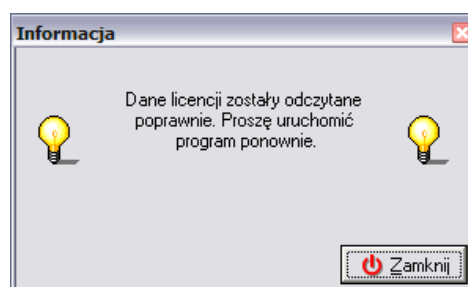 Informacja
Dane licencji zostały odczytane
poprawnie. Proszę uruchomić
program ponownie.
Zamknij